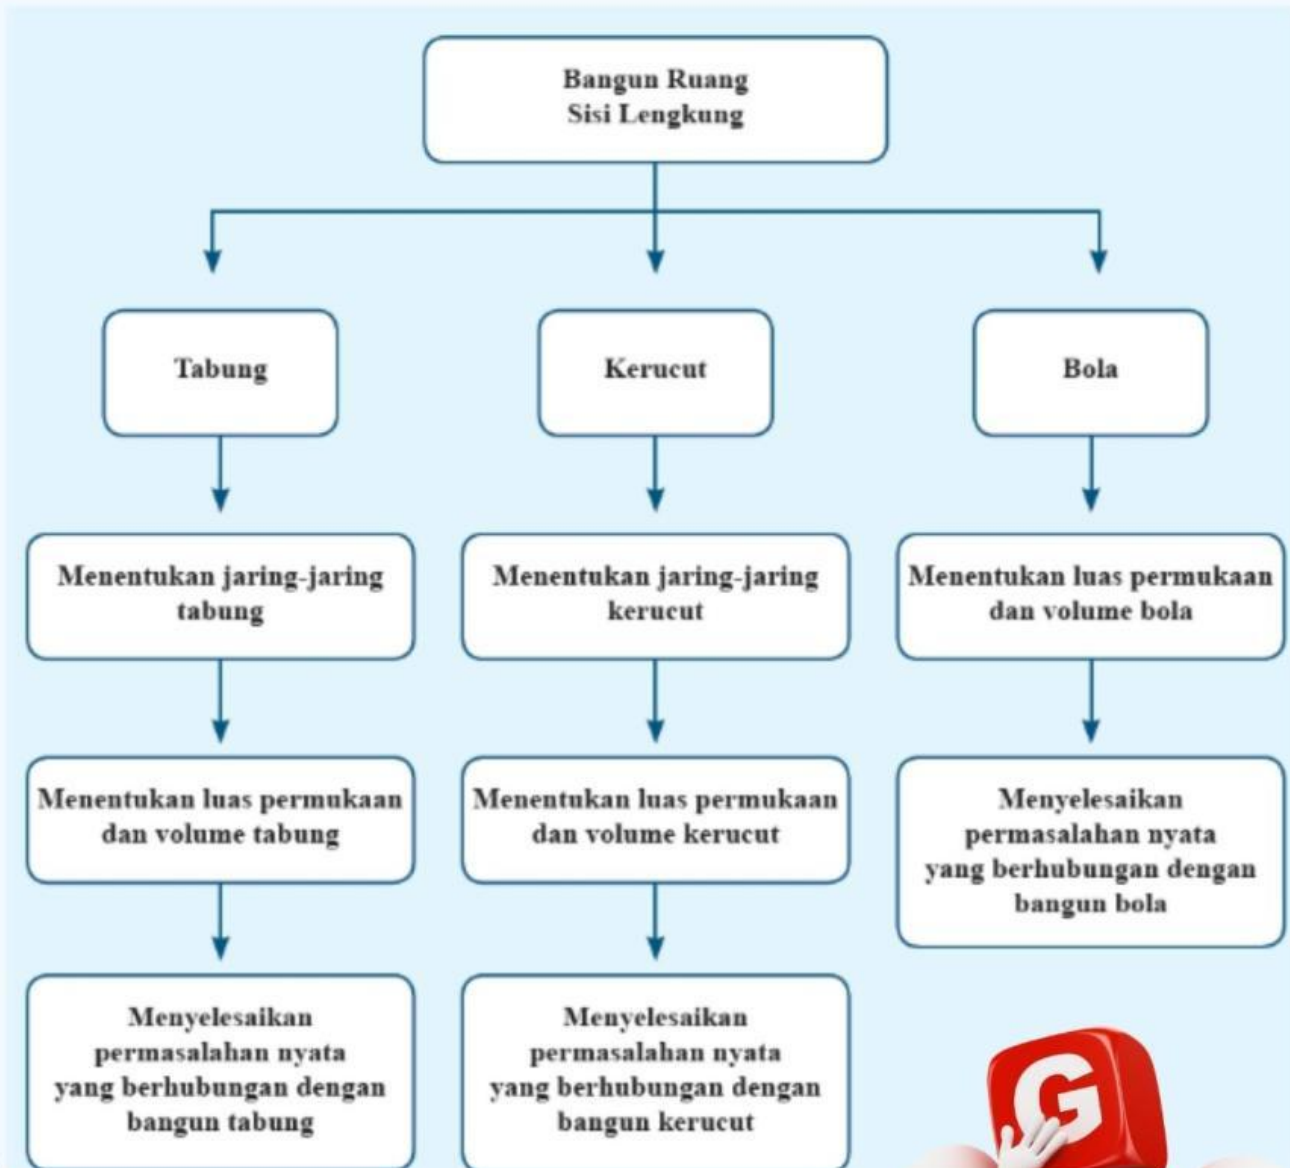 Bangun Ruang
Sisi Lengkung
Tabung
Kerucut
Bola
Menentukan jaring-jaring
tabung
Menentukan jaring-jaring
kerucut
Menentukan luas permukaan
dan volume bola
Menentukan luas permukaan
dan volume tabung
Menentukan luas permukaan
dan volume kerucut
Menyelesaikan
permasalahan nyata
yang berhubungan dengan
bangun bola
Menyelesaikan
permasalahan nyata
yang berhubungan dengan
bangun tabung
Menyelesaikan
permasalahan nyata
yang berhubungan dengan
bangun kerucut
G